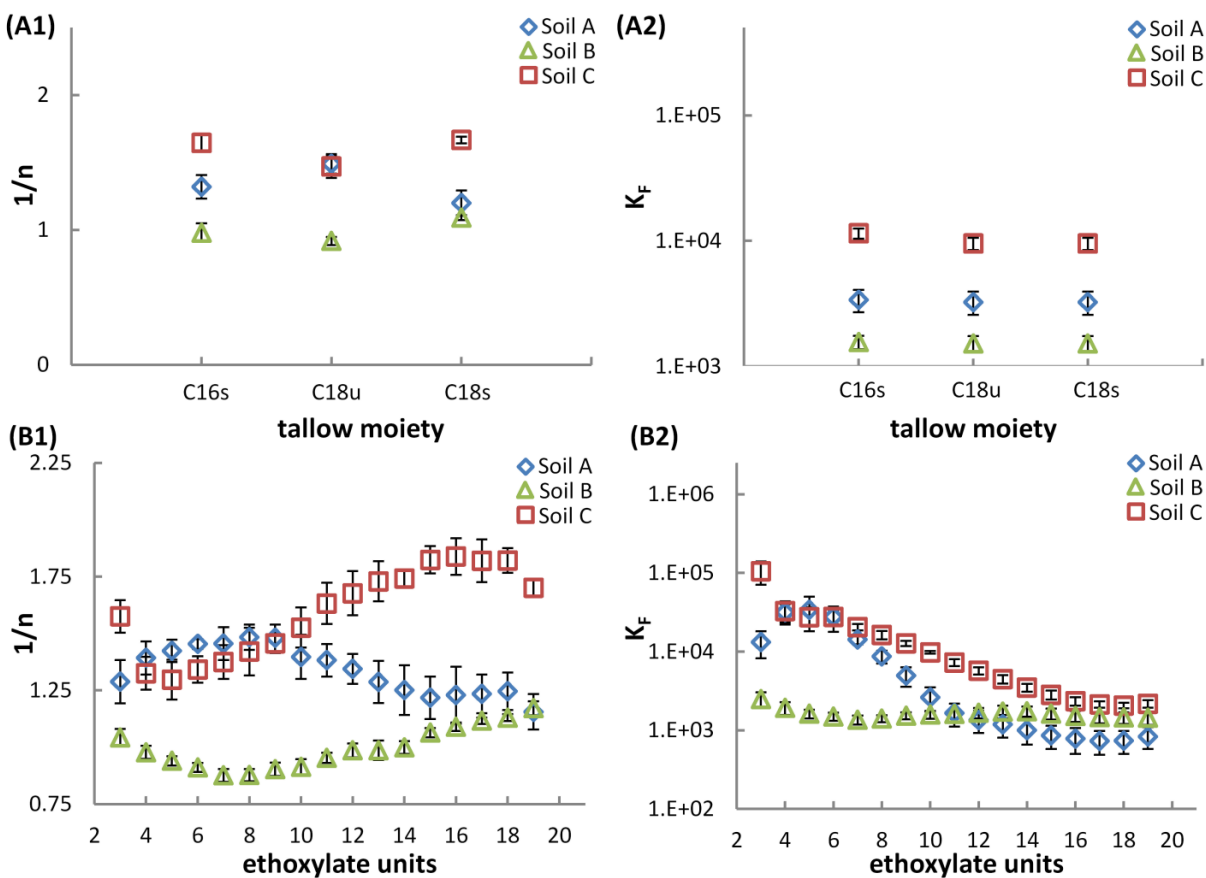 (A1)
Soil A
Soil B
Soil C
2
1
0
1/n
C16s C18u C18s
tallow moiety
(A2)
Soil A
Soil B
Soil C
1.E+05
1.E+04
1.E+03
KF
C16s C18u C18s
tallow moiety
(B1)
Soil A
Soil B
Soil C
2.25
1.75
1.25
0.75
1/n
2 4 6 8 10 12 14 16 18 20
ethoxylate units
(B2)
Soil A
Soil B
Soil C
1.E+06
1.E+05
1.E+04
1.E+03
1.E+02
KF
2 4 6 8 10 12 14 16 18 20
ethoxylate units